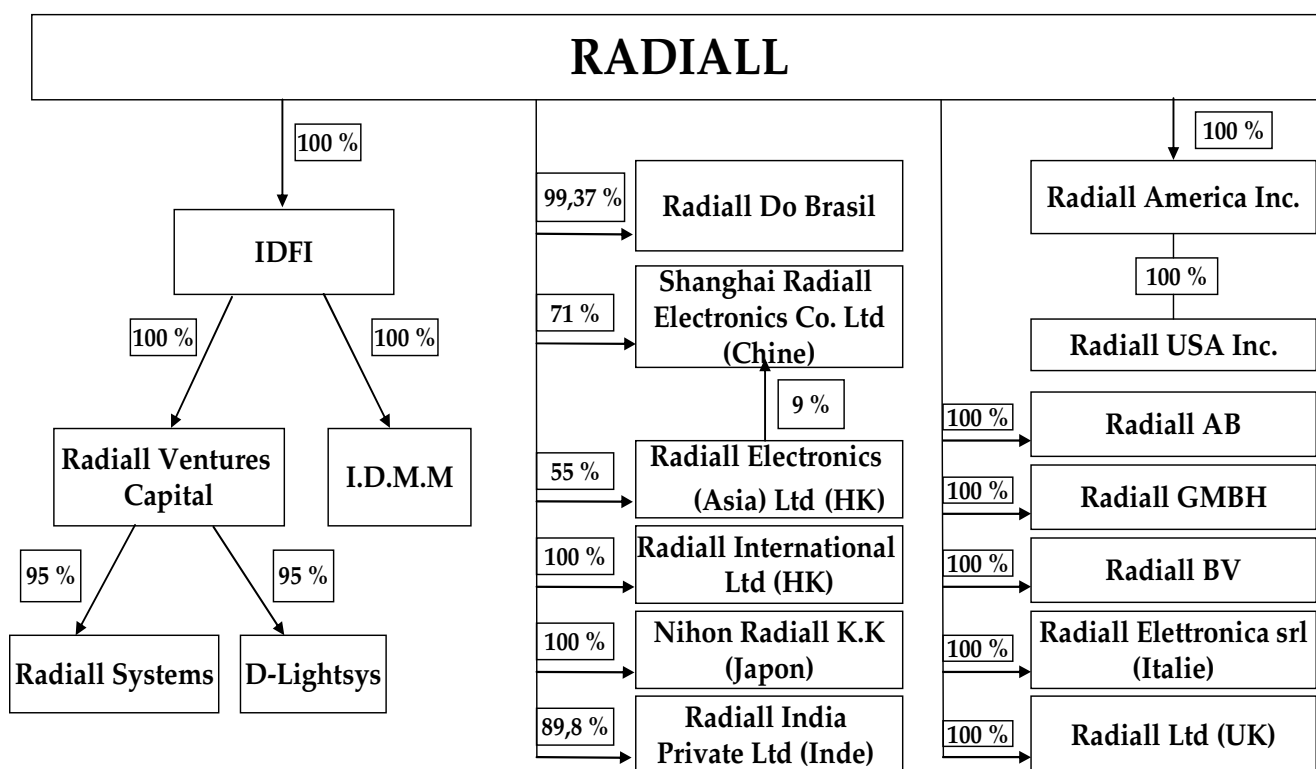 RADIALL
100 %
IDFI
100 %
100 %
Radiall Ventures
Capital
I.D.M.M
95 %
95 %
Radiall Systems
D-Lightsys
99,37 %
Radiall Do Brasil
71 %
Shanghai Radiall
Electronics Co. Ltd
(Chine)
9 %
55 %
Radiall Electronics
(Asia) Ltd (HK)
100 %
Radiall International
Ltd (HK)
100 %
Nihon Radiall K.K
(Japon)
89,8 %
Radiall India
Private Ltd (Inde)
100 %
Radiall America Inc.
100 %
Radiall USA Inc.
100 %
Radiall AB
100 %
Radiall GMBH
100 %
Radiall BV
100 %
Radiall Elettronica srl
(Italie)
100 %
Radiall Ltd (UK)